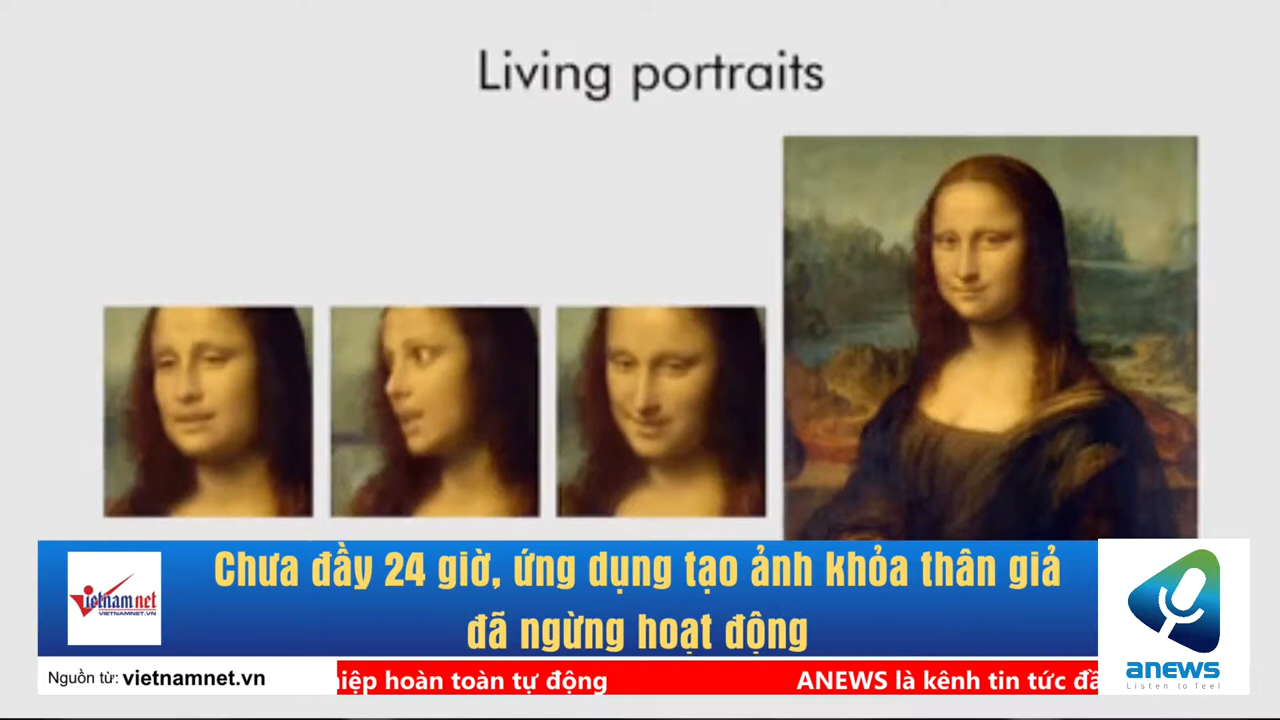 Living portraits
Chưa đầy 24 giờ, ứng dụng tạo ảnh khỏa thân giả
đã ngừng hoạt động
Vietnamnet
VIETNAMNET.VN
Nguồn từ: vietnamnet.vn
iệp hoàn toàn tự động
ANEWS là kênh tin tức đầ
anews
Listen to feel